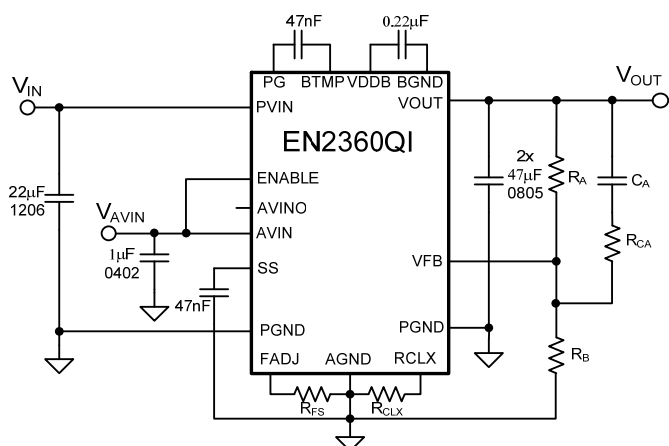 47nF
0.22µF
PG
BTMP
VDDB
BGND
VIN
VOUT
PVIN
VOUT
EN2360QI
22µF
1206
ENABLE
AVINO
VAVIN
AVIN
1µF
0402
SS
47nF
2x
47µF
0805
RA
CA
RCA
VFB
PGND
PGND
RB
FADJ
AGND
RCLX
RFS
RCLX